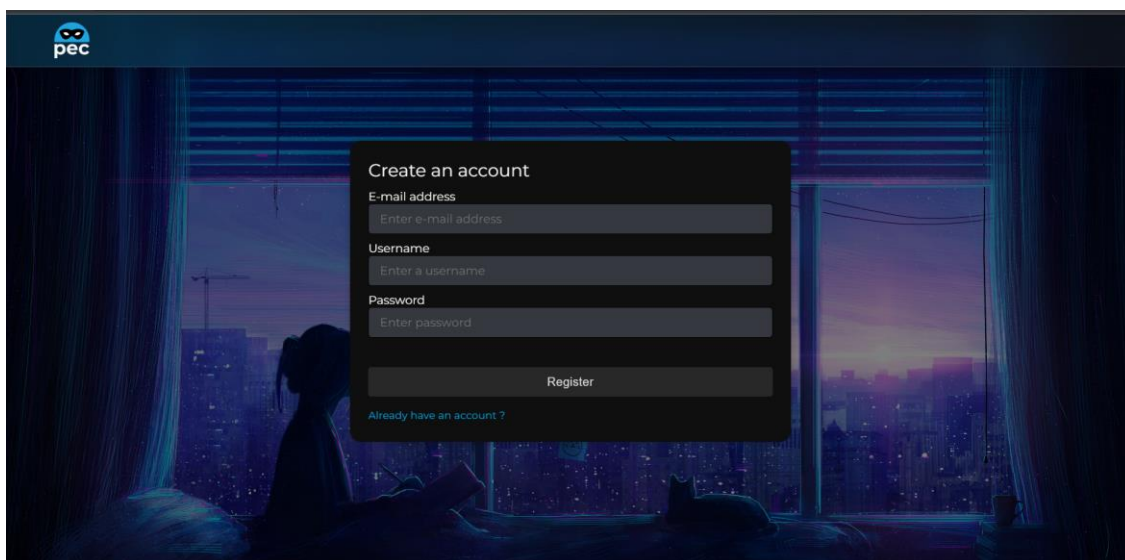 pec
Create an account
E-mail address
Enter e-mail address
Username
Enter a username
Password
Enter password
Register
Already have an account ?